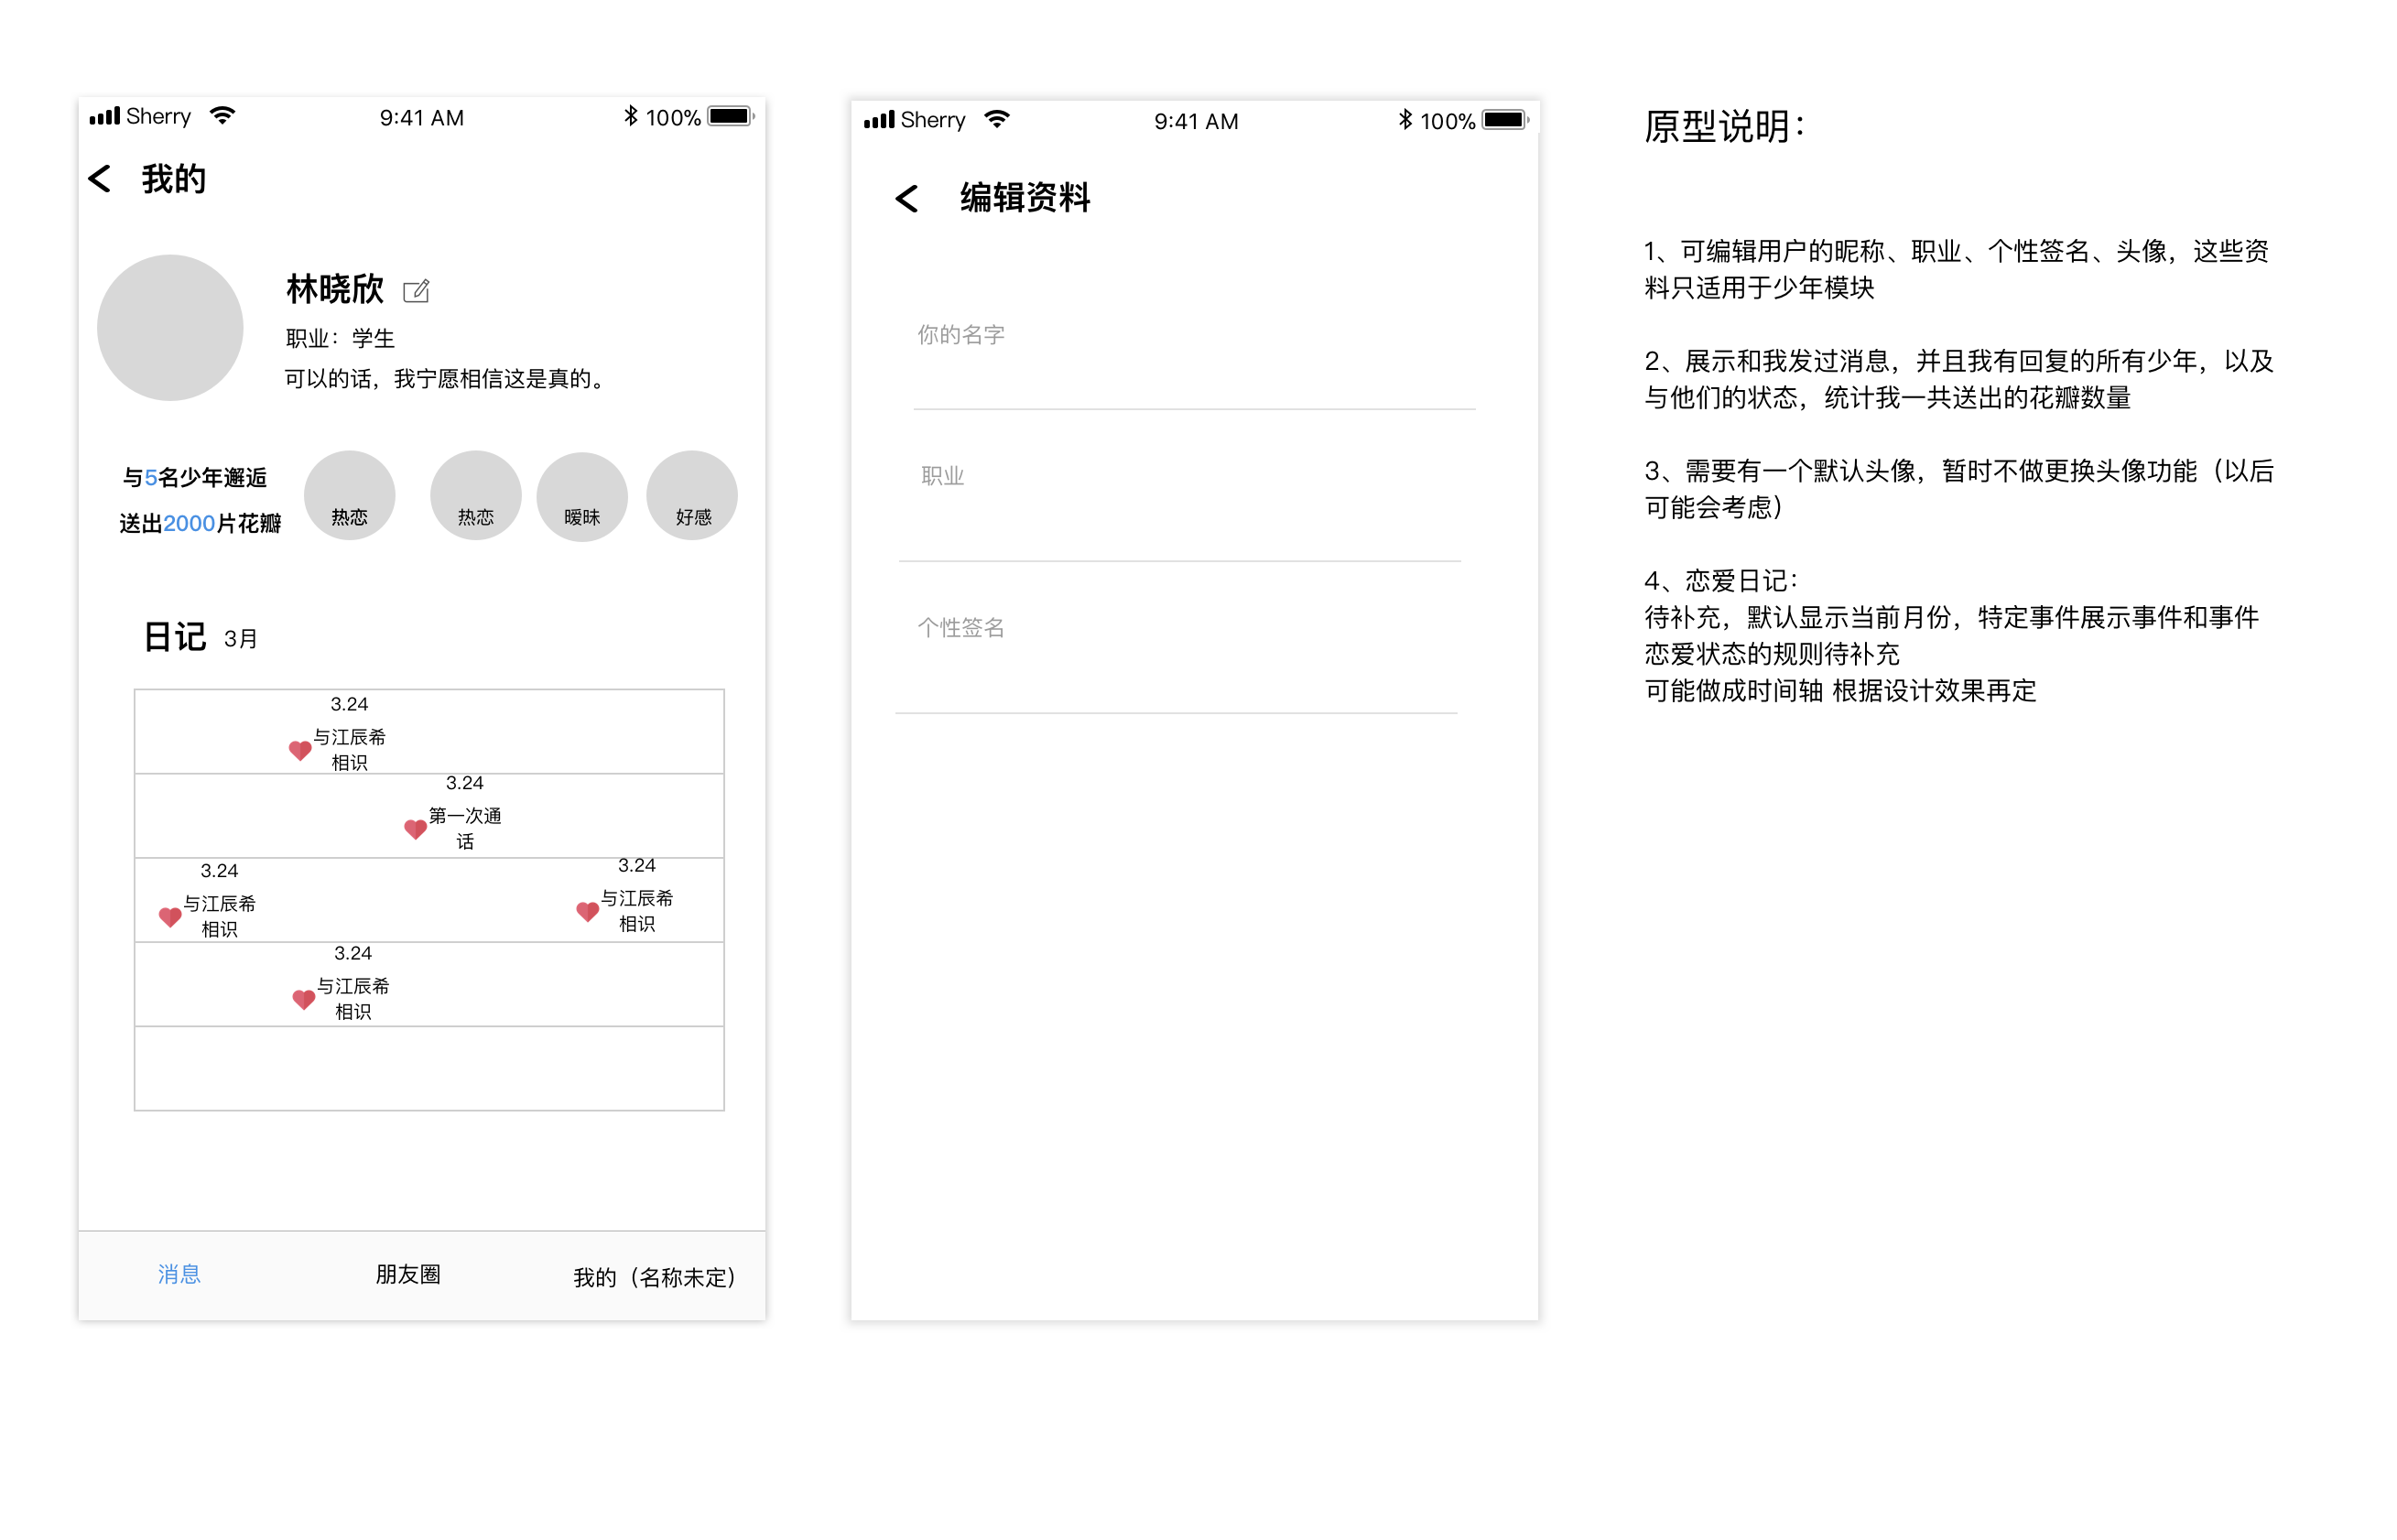 Sherry 9:41 AM 100%
我的
林晓欣
职业：学生
可以的话，我宁愿相信这是真的。
与5名少年邂逅
送出2000片花瓣
热恋 热恋 暧昧 好感
日记 3月
3.24
与江辰希
相识
3.24
第一次通
话
3.24
与江辰希
相识
3.24
与江辰希
相识
3.24
与江辰希
相识
消息 朋友圈 我的（名称未定）
Sherry 9:41 AM 100%
编辑资料
你的名字
职业
个性签名
原型说明：
1、可编辑用户的昵称、职业、个性签名、头像，这些资
料只适用于少年模块
2、展示和我发过消息，并且我有回复的所有少年，以及
与他们的状态，统计我一共送出的花瓣数量
3、需要有一个默认头像，暂时不做更换头像功能（以后
可能会考虑）
4、恋爱日记：
待补充，默认显示当前月份，特定事件展示事件和事件
恋爱状态的规则待补充
可能做成时间轴 根据设计效果再定